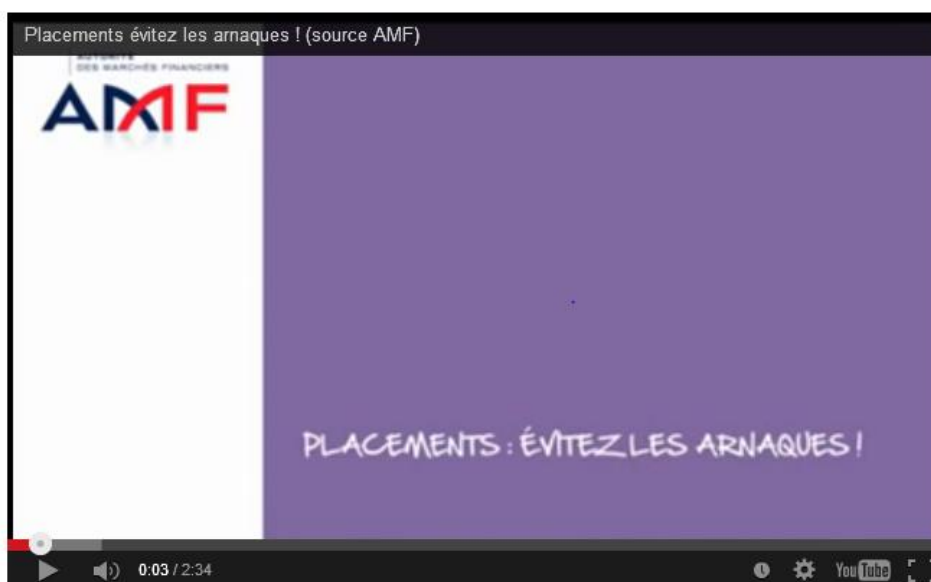 Placements évitez les arnaques ! (source AMF)
AUTORITÉ
DES MARCHÉS FINANCIERS
AMF
PLACEMENTS : ÉVITEZ LES ARNAQUES !
0:03 / 2:34
YouTube